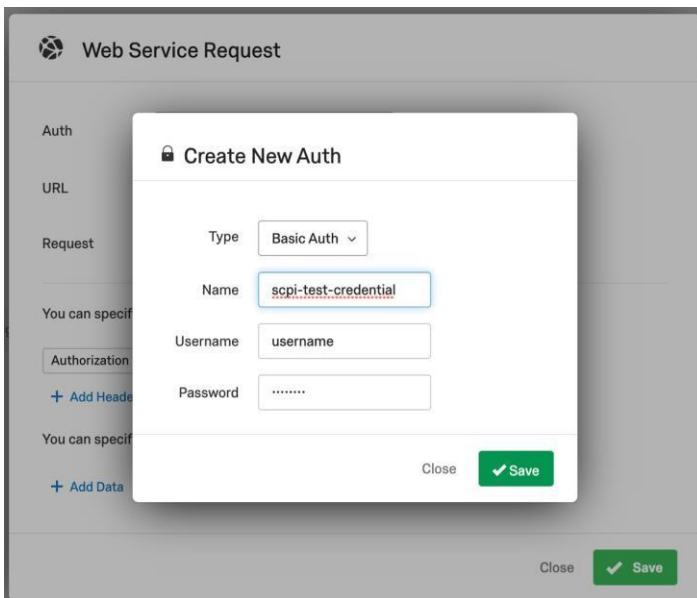 Web Service Request
Auth
Create New Auth
URL
Type Basic Auth
Request
Name scpi-test-credential
You can specif
Username username
Authorization
Password ········
+ Add Heade
You can specif
Close Save
+ Add Data
Close Save